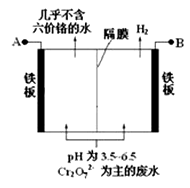 几乎不含
六价铬的水
隔膜
H₂
A
B
铁板
铁板
pH 为 3.5~6.5
Cr₂O₇²⁻ 为主的废水